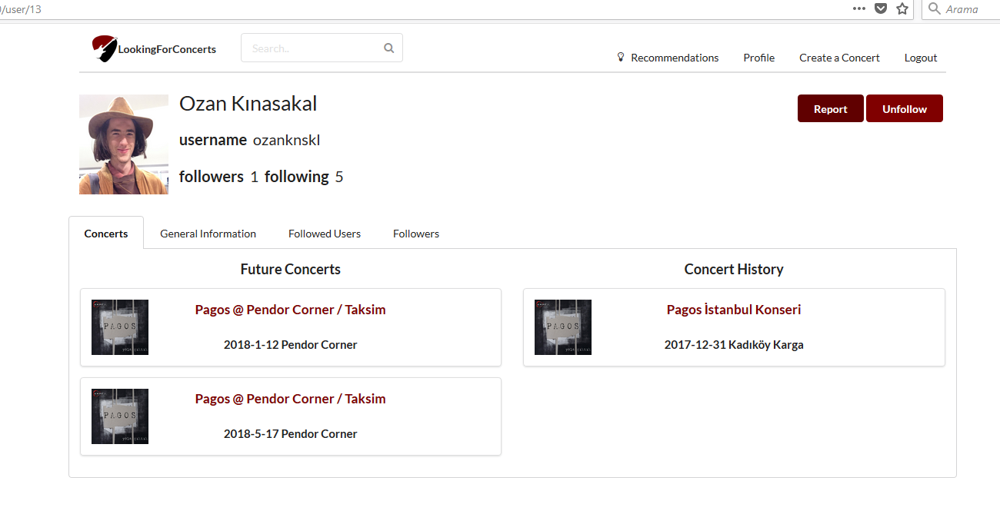 /user/13
Arama
LookingForConcerts
Search..
Recommendations Profile Create a Concert Logout
Ozan Kınasakal
Report Unfollow
username ozanknskl
followers 1 following 5
Concerts General Information Followed Users Followers
Future Concerts
PAGOS
Pagos @ Pendor Corner / Taksim
2018-1-12 Pendor Corner
PAGOS
Pagos @ Pendor Corner / Taksim
2018-5-17 Pendor Corner
Concert History
PAGOS
Pagos İstanbul Konseri
2017-12-31 Kadıköy Karga